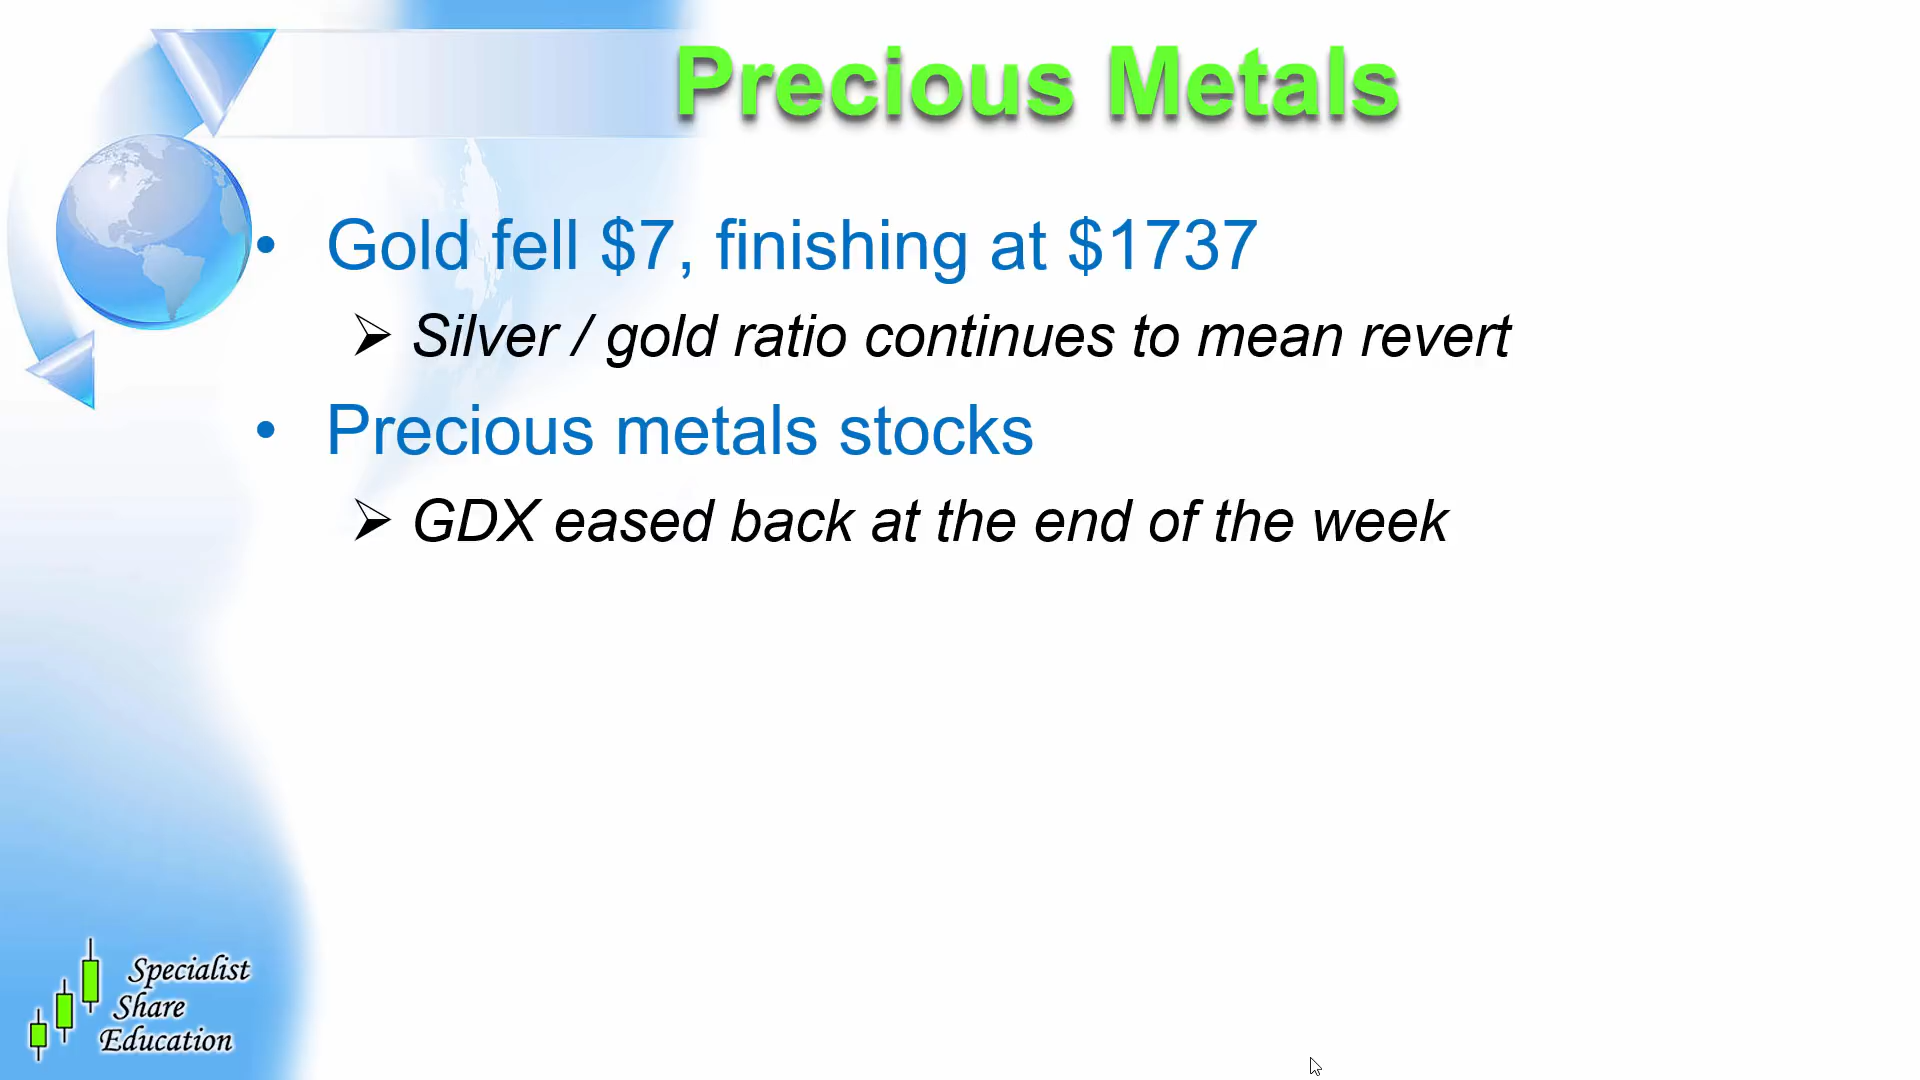 Precious Metals
• Gold fell $7, finishing at $1737
➢ Silver / gold ratio continues to mean revert
• Precious metals stocks
➢ GDX eased back at the end of the week
Specialist
Share
Education